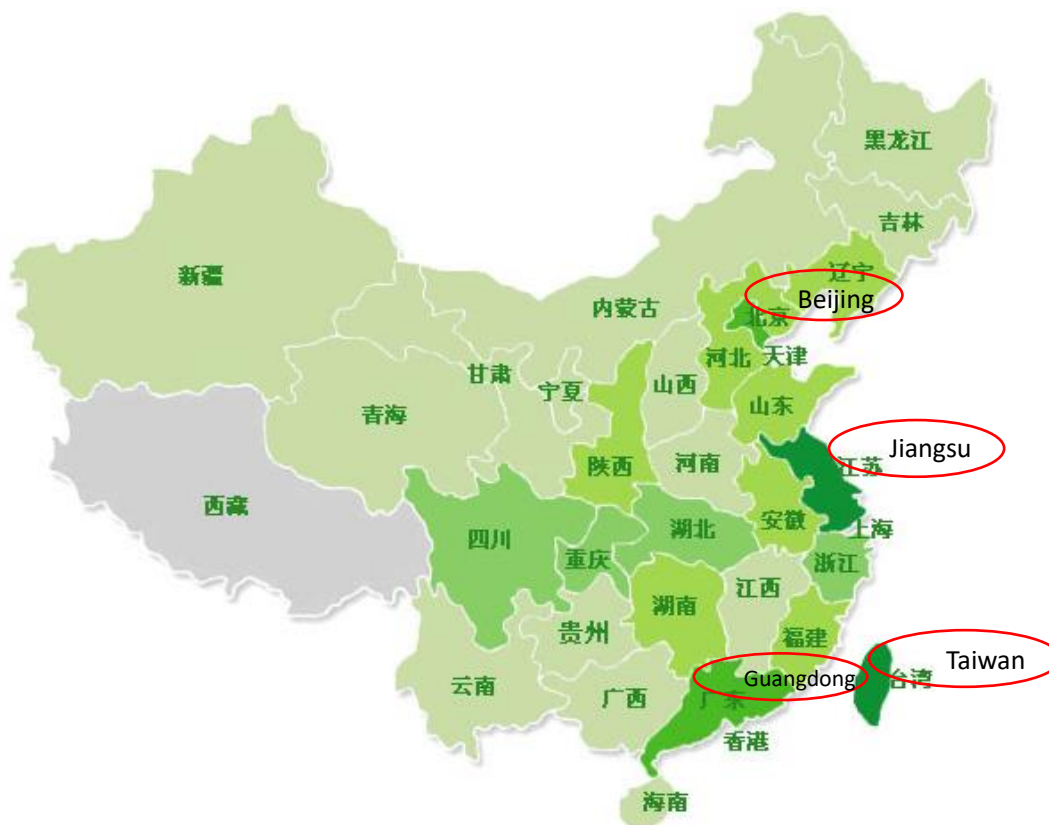 黑龙江
吉林
辽宁
新疆
Beijing
北京
内蒙古
河北
天津
甘肃
宁夏
山西
青海
山东
Jiangsu
江苏
陕西
河南
西藏
安徽
上海
四川
湖北
重庆
浙江
江西
湖南
贵州
福建
Taiwan
台湾
云南
广西
Guangdong
广东
香港
海南